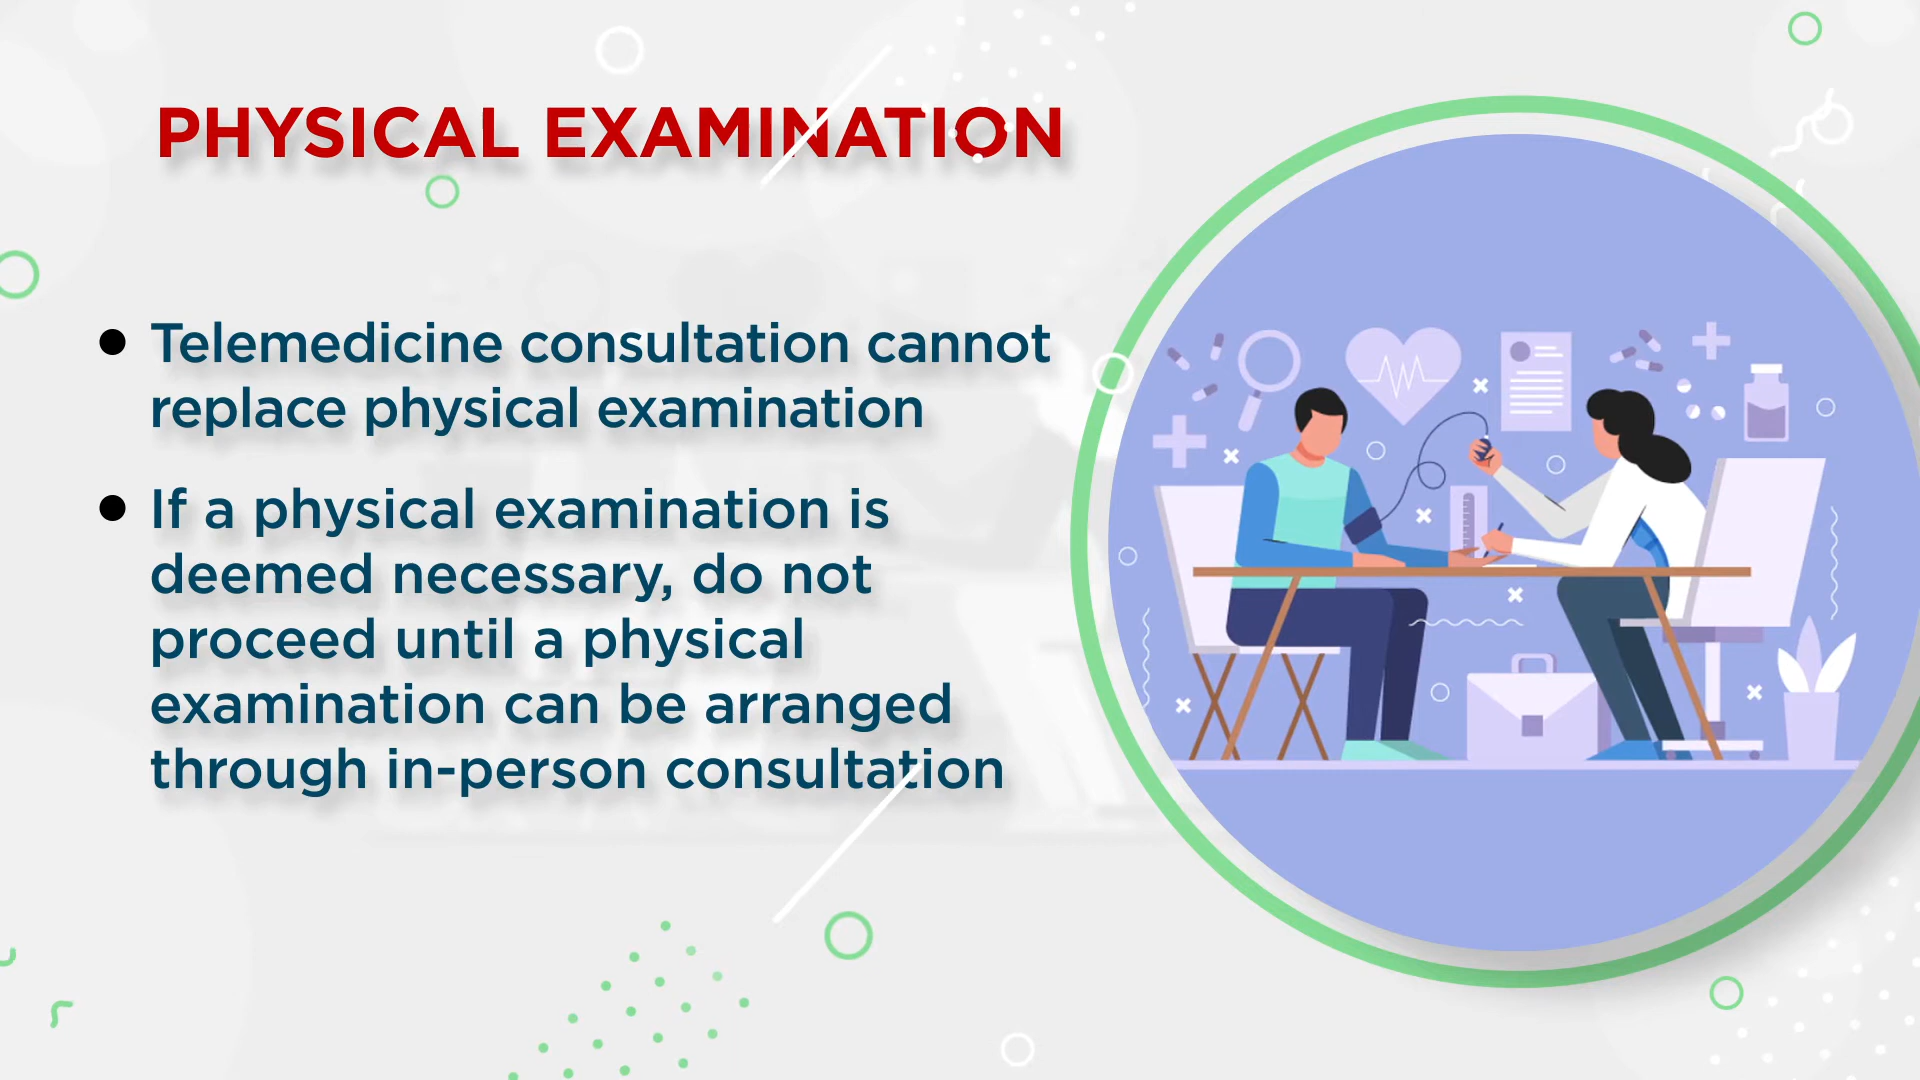 PHYSICAL EXAMINATION
● Telemedicine consultation cannot
replace physical examination
● If a physical examination is
deemed necessary, do not
proceed until a physical
examination can be arranged
through in-person consultation